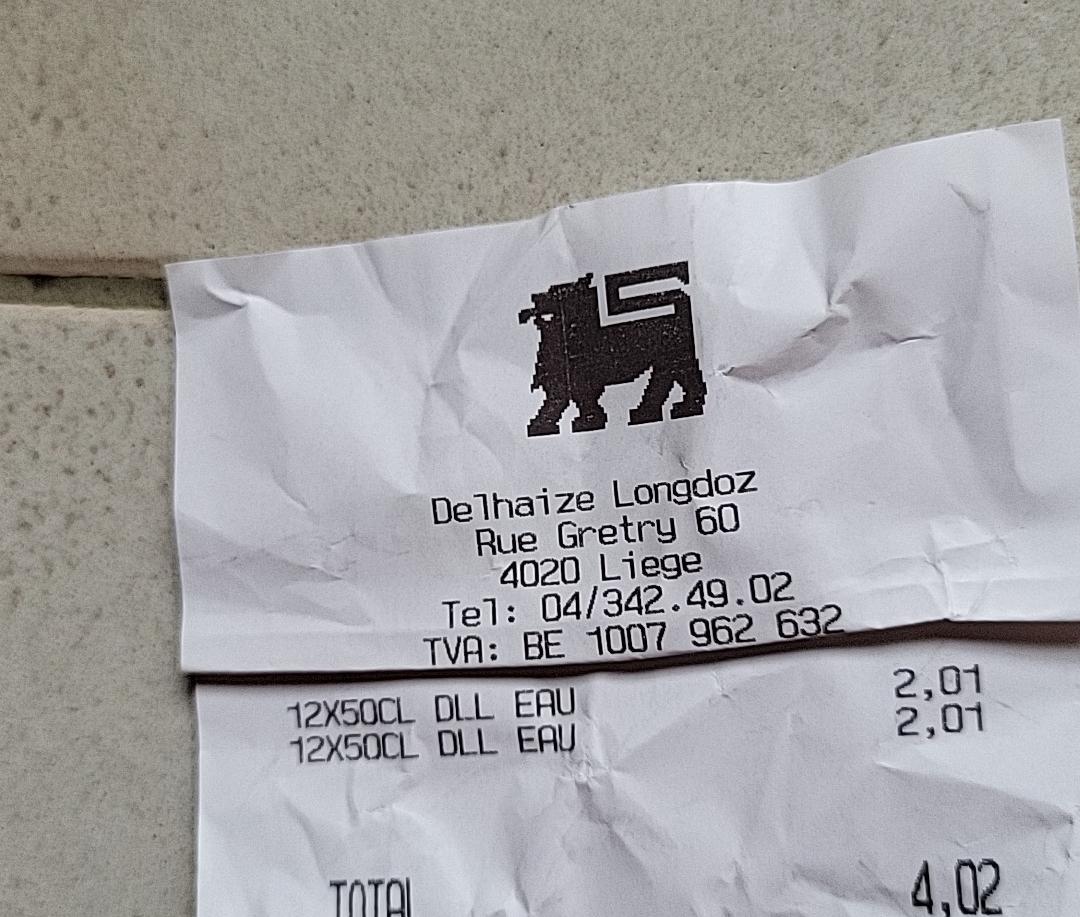 Delhaize Longdoz
Rue Gretry 60
4020 Liege
Tel: 04/342.49.02
TVA: BE 1007 962 632
12X50CL DLL EAU 2,01
12X50CL DLL EAU 2,01
TOTAL 4,02